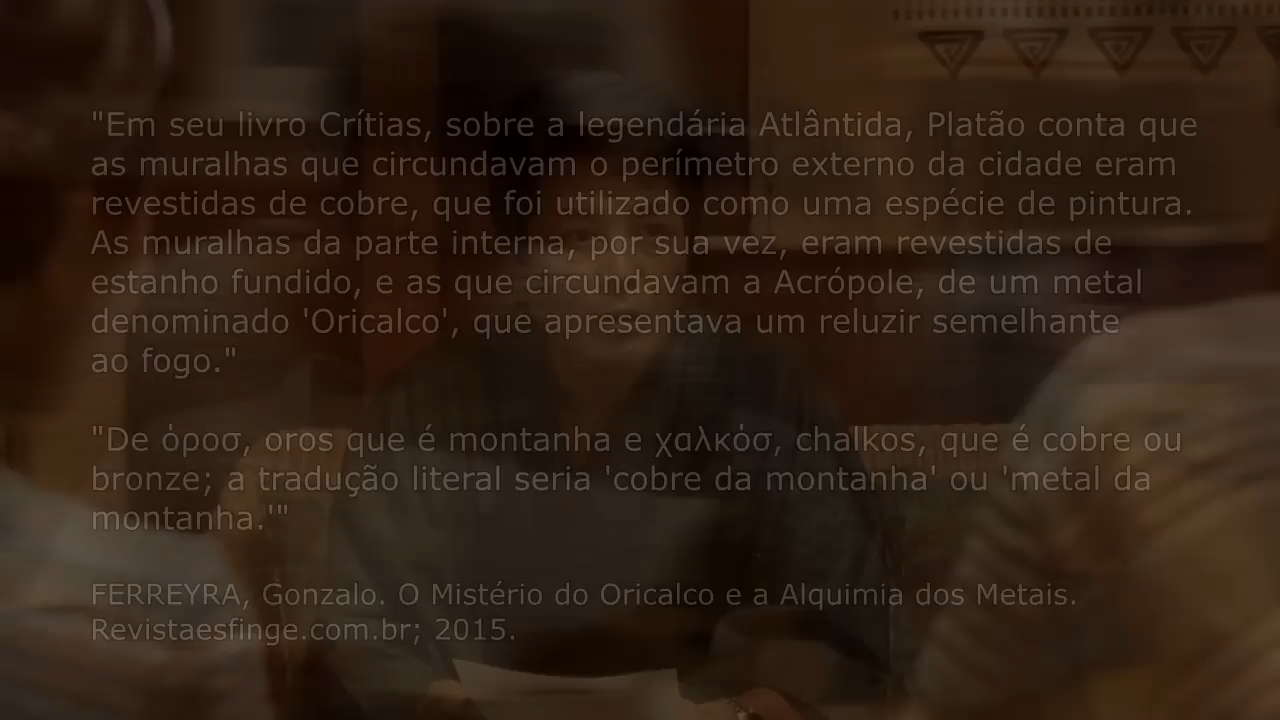 "Em seu livro Crítias, sobre a legendária Atlântida, Platão conta que
as muralhas que circundavam o perímetro externo da cidade eram
revestidas de cobre, que foi utilizado como uma espécie de pintura.
As muralhas da parte interna, por sua vez, eram revestidas de
estanho fundido, e as que circundavam a Acrópole, de um metal
denominado 'Oricalco', que apresentava um reluzir semelhante
ao fogo."
"De ὁροσ, oros que é montanha e χαλκὁσ, chalkos, que é cobre ou
bronze; a tradução literal seria 'cobre da montanha' ou 'metal da
montanha.'"
FERREYRA, Gonzalo. O Mistério do Oricalco e a Alquimia dos Metais.
Revistaesfinge.com.br; 2015.